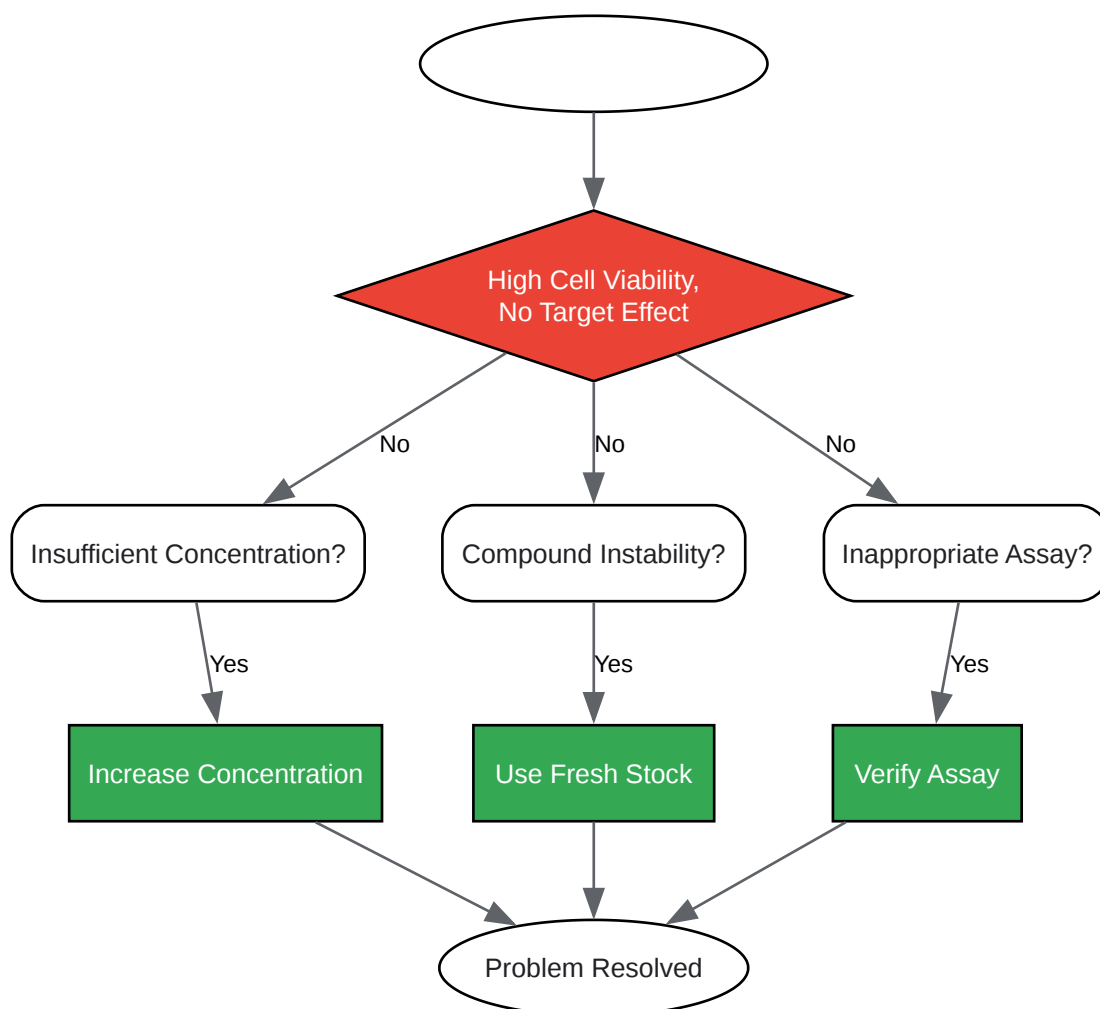 High Cell Viability,
No Target Effect
No
No
No
Insufficient Concentration?
Compound Instability?
Inappropriate Assay?
Yes
Yes
Yes
Increase Concentration
Use Fresh Stock
Verify Assay
Problem Resolved